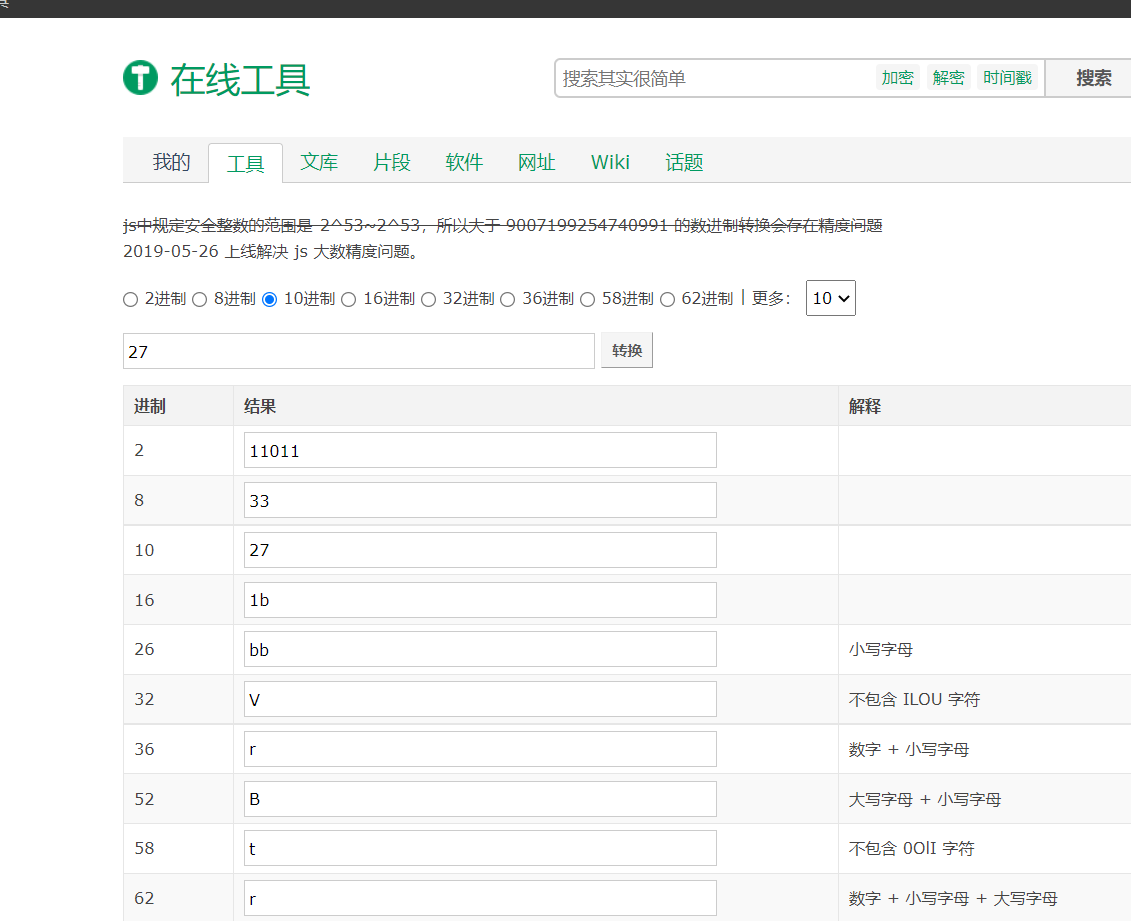 在线工具
搜索其实很简单 加密 解密 时间戳 搜索
我的 工具 文库 片段 软件 网址 Wiki 话题
js中规定安全整数的范围是 2^53~2^53，所以大于 9007199254740991 的数进制转换会存在精度问题
2019-05-26 上线解决 js 大数精度问题。
2进制 8进制 10进制 16进制 32进制 36进制 58进制 62进制 | 更多： 10
27 转换
进制 结果 解释
2 11011
8 33
10 27
16 1b
26 bb 小写字母
32 V 不包含 ILOU 字符
36 r 数字 + 小写字母
52 B 大写字母 + 小写字母
58 t 不包含 0OlI 字符
62 r 数字 + 小写字母 + 大写字母